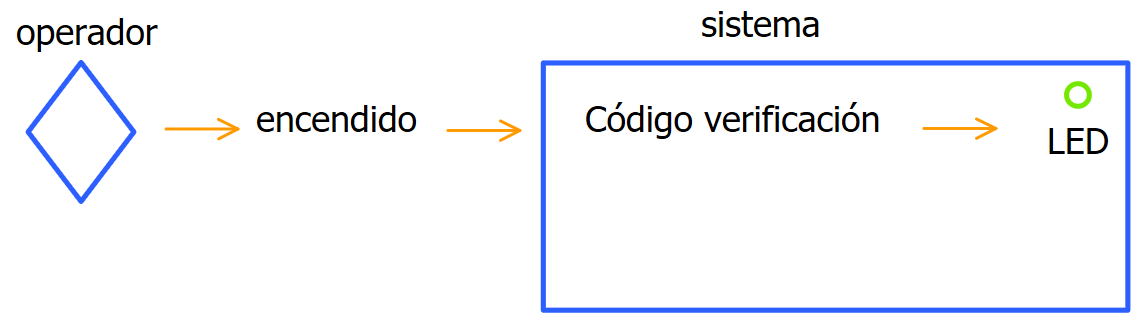 operador
sistema
encendido
Código verificación
LED